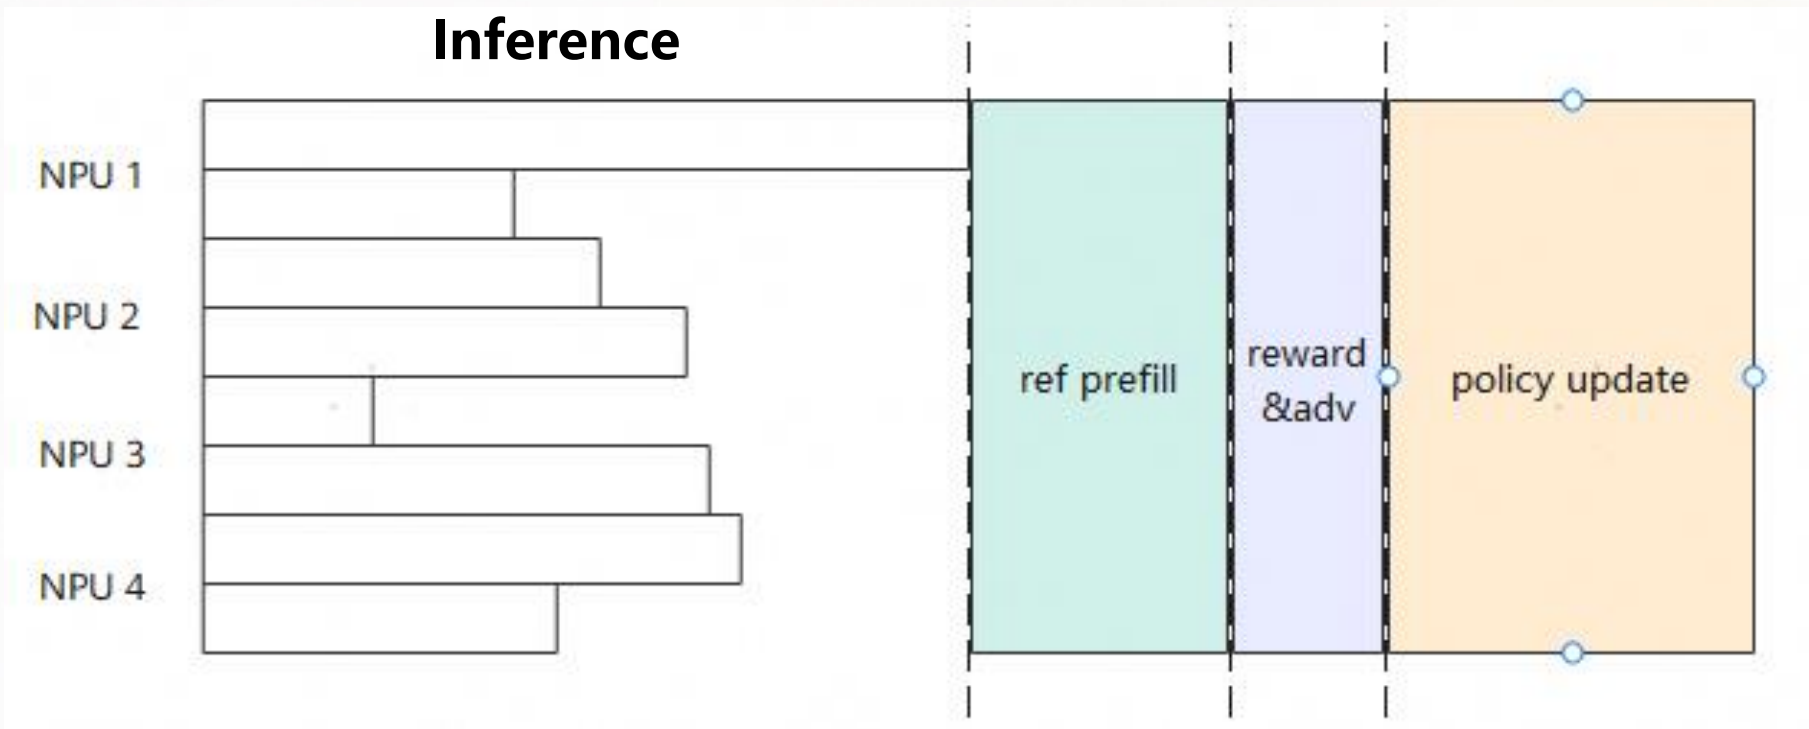 Inference
NPU 1
NPU 2
NPU 3
NPU 4
ref prefill
reward
&adv
policy update